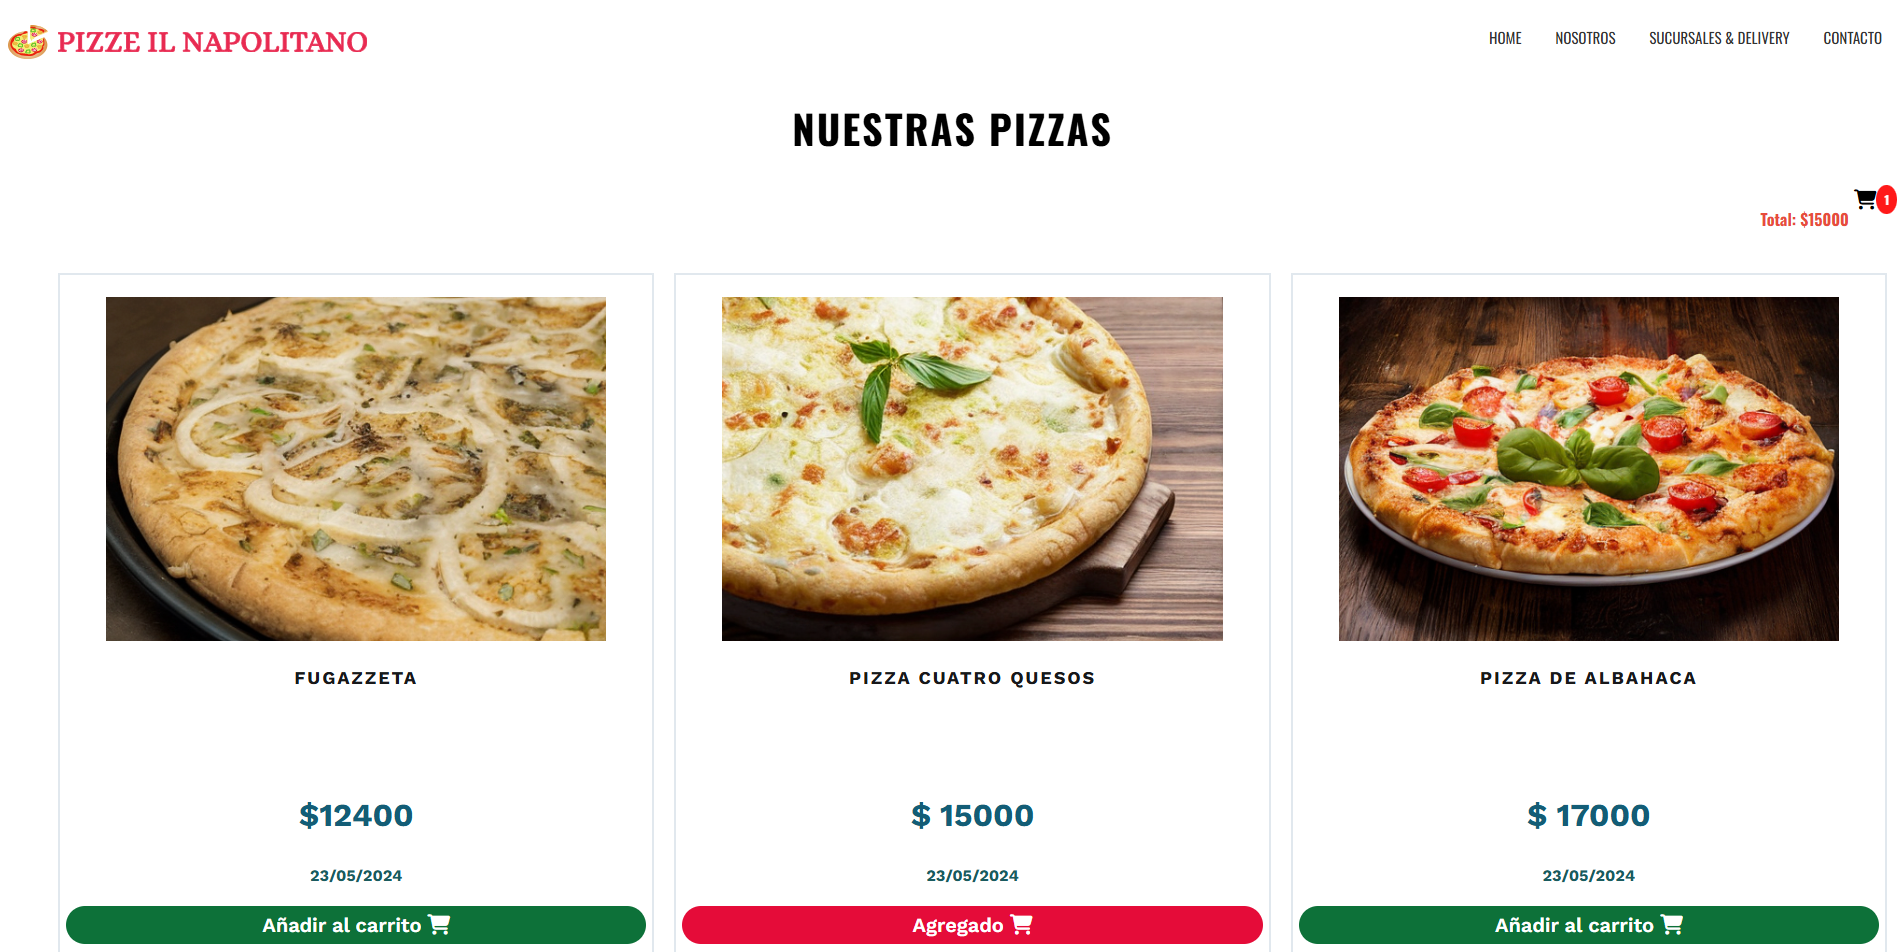 PIZZE IL NAPOLITANO
HOME NOSOTROS SUCURSALES & DELIVERY CONTACTO
NUESTRAS PIZZAS
1
Total: $15000
FUGAZZETA
$12400
23/05/2024
Añadir al carrito
PIZZA CUATRO QUESOS
$ 15000
23/05/2024
Agregado
PIZZA DE ALBAHACA
$ 17000
23/05/2024
Añadir al carrito